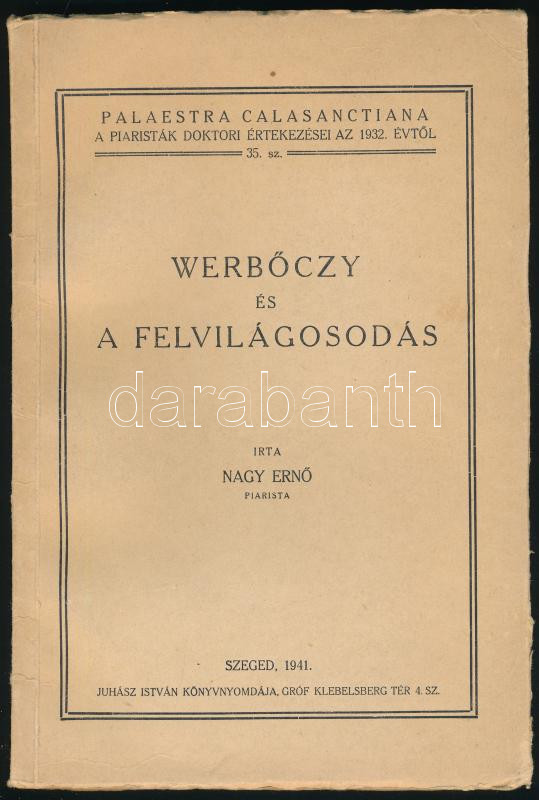 PALAESTRA CALASANCTIANA
A PIARISTÁK DOKTORI ÉRTEKEZÉSEI AZ 1932. ÉVTŐL
35. sz.
WERBŐCZY
ÉS
A FELVILÁGOSODÁS
darabanth
IRTA
NAGY ERNŐ
PIARISTA
SZEGED, 1941.
JUHÁSZ ISTVÁN KÖNYVNYOMDÁJA, GRÓF KLEBELSBERG TÉR 4. SZ.